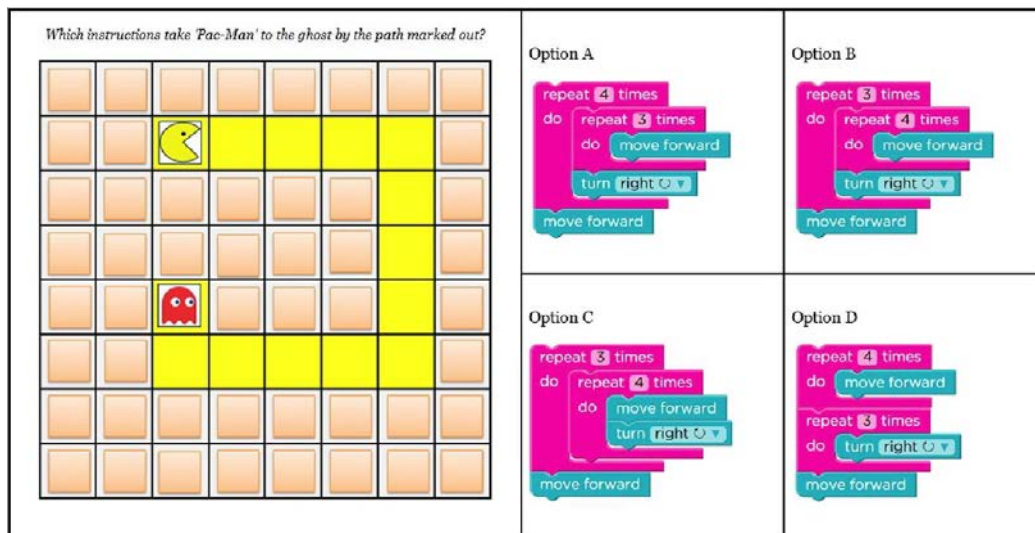 Which instructions take 'Pac-Man' to the ghost by the path marked out?
Option A
repeat 4 times
do repeat 3 times
do move forward
turn right ↻ ▼
move forward
Option B
repeat 3 times
do repeat 4 times
do move forward
turn right ↻ ▼
move forward
Option C
repeat 3 times
do repeat 4 times
do move forward
turn right ↻ ▼
move forward
Option D
repeat 4 times
do move forward
repeat 3 times
do turn right ↻ ▼
move forward